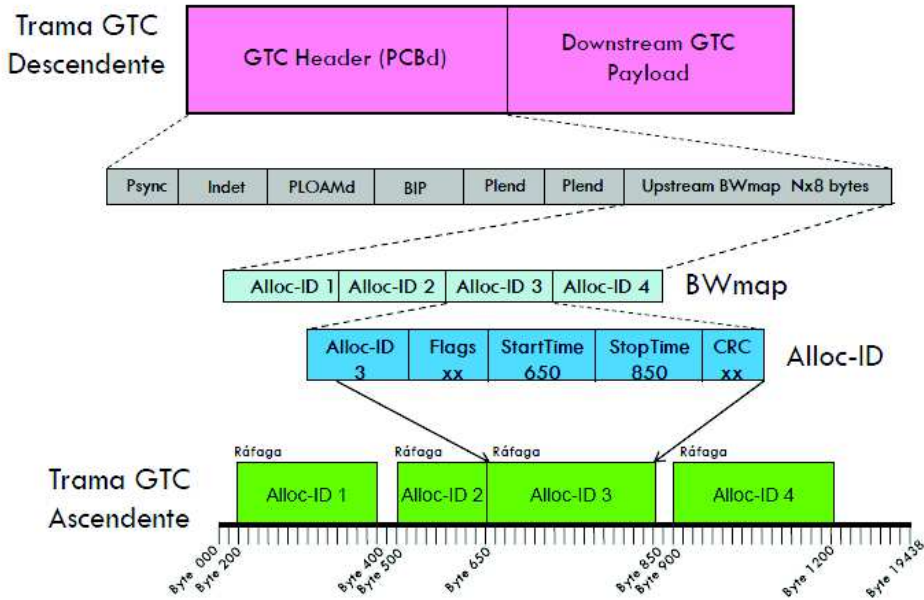 Trama GTC
Descendente
GTC Header (PCBd)
Downstream GTC
Payload
Psync
Indet
PLOAMd
BIP
Plend
Plend
Upstream BWmap Nx8 bytes
Alloc-ID 1
Alloc-ID 2
Alloc-ID 3
Alloc-ID 4
BWmap
Alloc-ID
3
Flags
xx
StartTime
650
StopTime
850
CRC
xx
Alloc-ID
Trama GTC
Ascendente
Ráfaga
Ráfaga
Ráfaga
Ráfaga
Alloc-ID 1
Alloc-ID 2
Alloc-ID 3
Alloc-ID 4
Byte 000
Byte 200
Byte 400
Byte 500
Byte 650
Byte 850
Byte 900
Byte 1200
Byte 19438